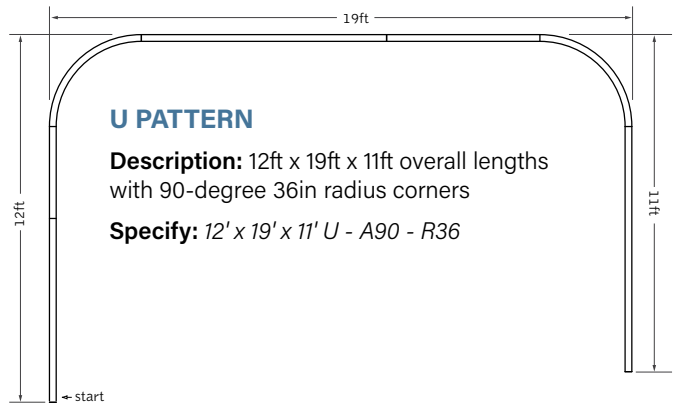 19ft
U PATTERN
Description: 12ft x 19ft x 11ft overall lengths
with 90-degree 36in radius corners
Specify: 12' x 19' x 11' U - A90 - R36
12ft
11ft
start